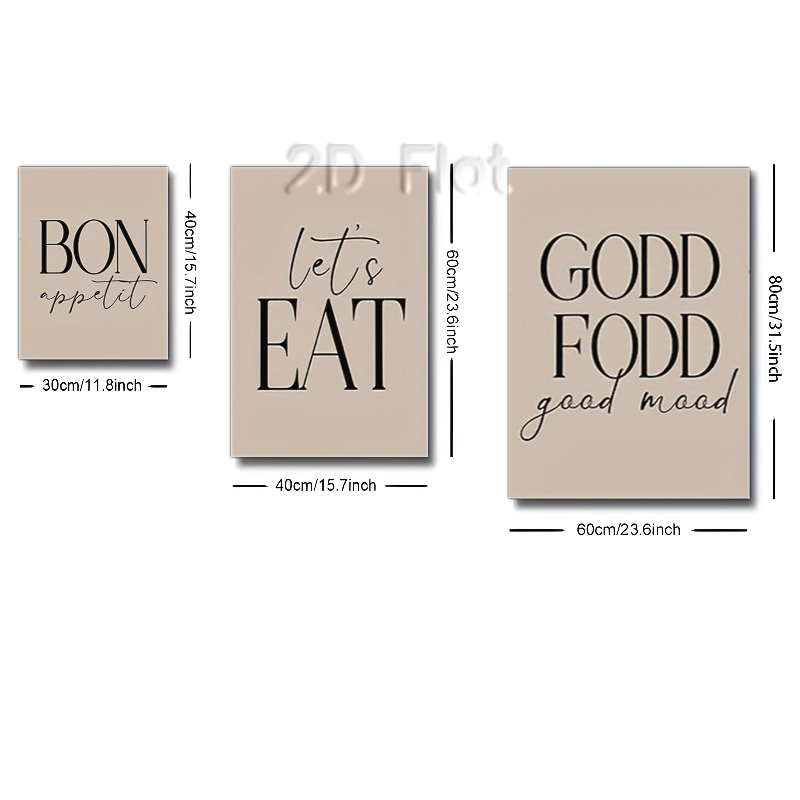 2D Flat
BON
appetit
40cm/15.7inch
30cm/11.8inch
let's
EAT
60cm/23.6inch
40cm/15.7inch
GODD
FODD
good mood
80cm/31.5inch
60cm/23.6inch